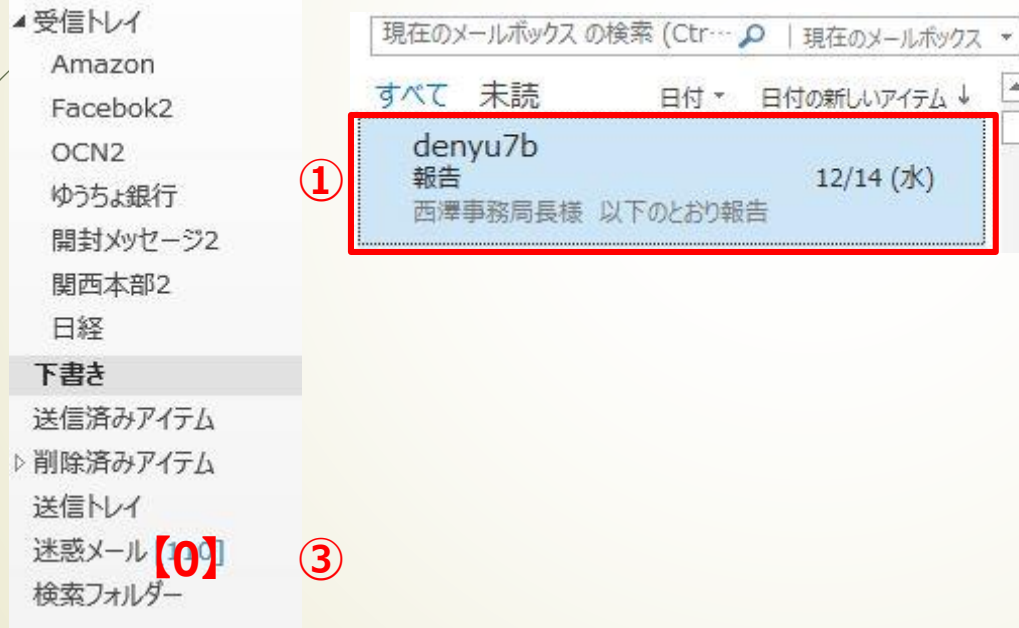 受信トレイ
Amazon
Facebok2
OCN2
ゆうちょ銀行
開封メッセージ2
関西本部2
日経
下書き
送信済みアイテム
削除済みアイテム
送信トレイ
迷惑メール 【0】
検索フォルダー
現在のメールボックス の検索 (Ctr… 現在のメールボックス
すべて 未読 日付 日付の新しいアイテム↓
①
denyu7b
報告 12/14 (水)
西澤事務局長様 以下のとおり報告
③